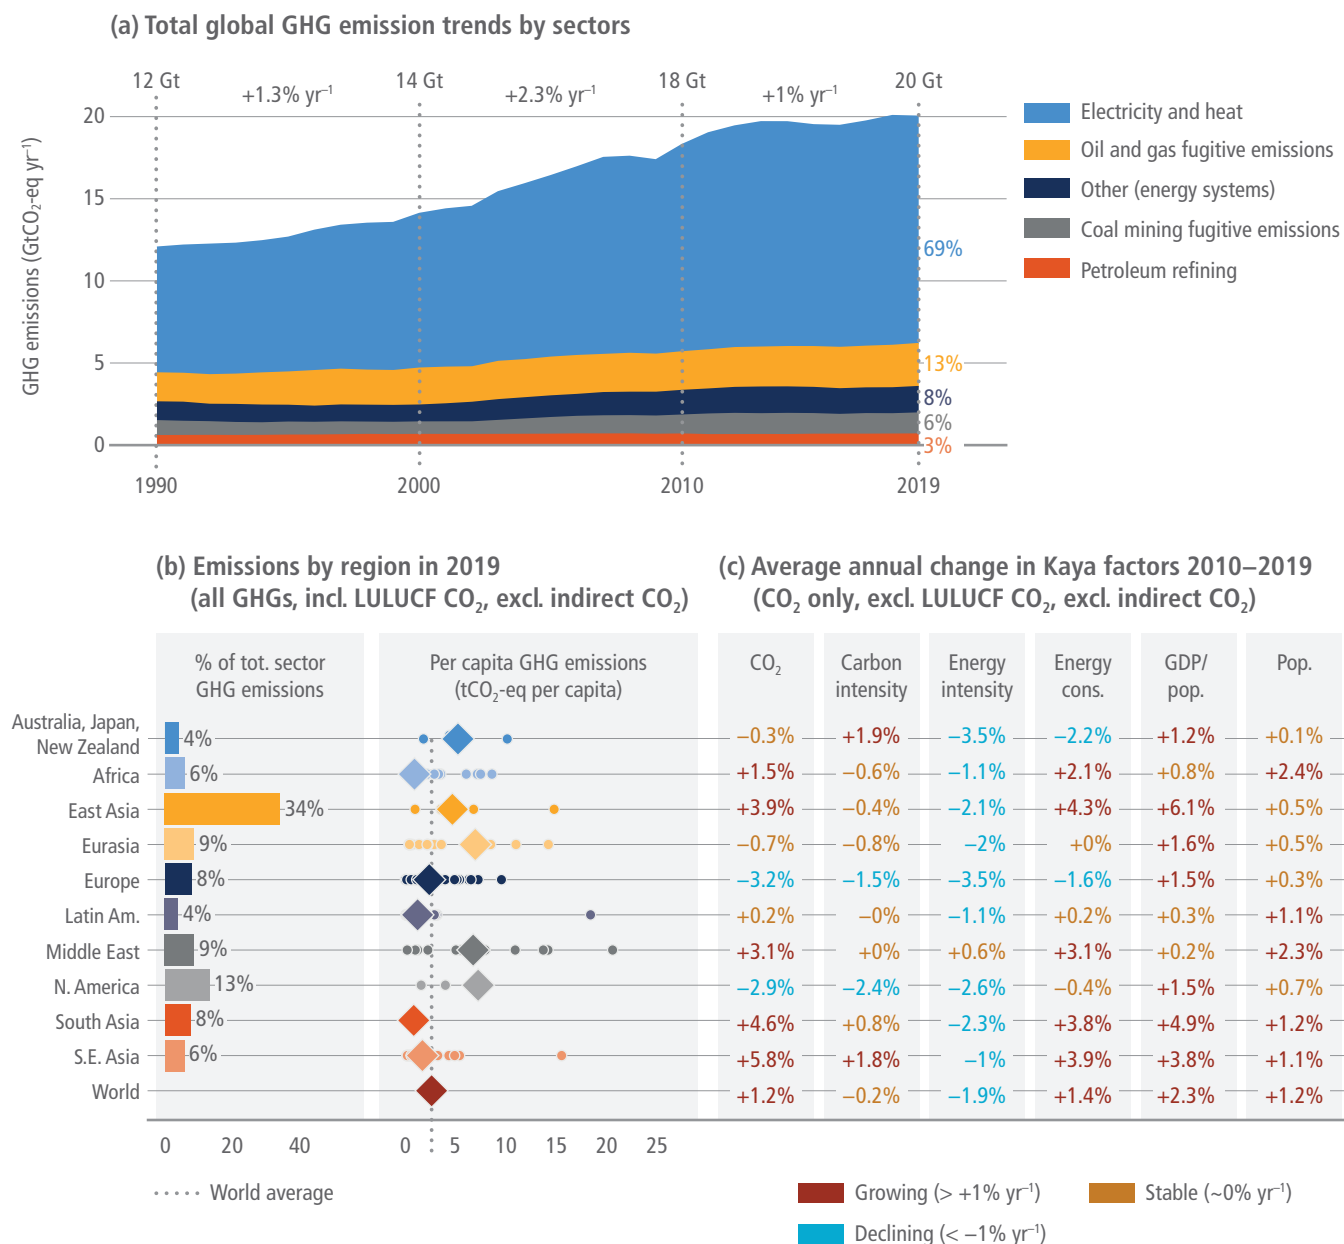 (a) Total global GHG emission trends by sectors
12 Gt 14 Gt 18 Gt 20 Gt
+1.3% yr⁻¹ +2.3% yr⁻¹ +1% yr⁻¹
GHG emissions (GtCO₂-eq yr⁻¹)
20
15
10
5
0
1990 2000 2010 2019
69%
13%
8%
6%
3%
Electricity and heat
Oil and gas fugitive emissions
Other (energy systems)
Coal mining fugitive emissions
Petroleum refining
(b) Emissions by region in 2019
(all GHGs, incl. LULUCF CO₂, excl. indirect CO₂)
(c) Average annual change in Kaya factors 2010–2019
(CO₂ only, excl. LULUCF CO₂, excl. indirect CO₂)
% of tot. sector Per capita GHG emissions CO₂ Carbon Energy Energy GDP/ Pop.
GHG emissions (tCO₂-eq per capita) intensity intensity cons. pop.
Australia, Japan,
New Zealand 4% −0.3% +1.9% −3.5% −2.2% +1.2% +0.1%
Africa 6% +1.5% −0.6% −1.1% +2.1% +0.8% +2.4%
East Asia 34% +3.9% −0.4% −2.1% +4.3% +6.1% +0.5%
Eurasia 9% −0.7% −0.8% −2% +0% +1.6% +0.5%
Europe 8% −3.2% −1.5% −3.5% −1.6% +1.5% +0.3%
Latin Am. 4% +0.2% −0% −1.1% +0.2% +0.3% +1.1%
Middle East 9% +3.1% +0% +0.6% +3.1% +0.2% +2.3%
N. America 13% −2.9% −2.4% −2.6% −0.4% +1.5% +0.7%
South Asia 8% +4.6% +0.8% −2.3% +3.8% +4.9% +1.2%
S.E. Asia 6% +5.8% +1.8% −1% +3.9% +3.8% +1.1%
World +1.2% −0.2% −1.9% +1.4% +2.3% +1.2%
0 20 40 0 5 10 15 20 25
World average
Growing (> +1% yr⁻¹) Stable (~0% yr⁻¹)
Declining (< −1% yr⁻¹)